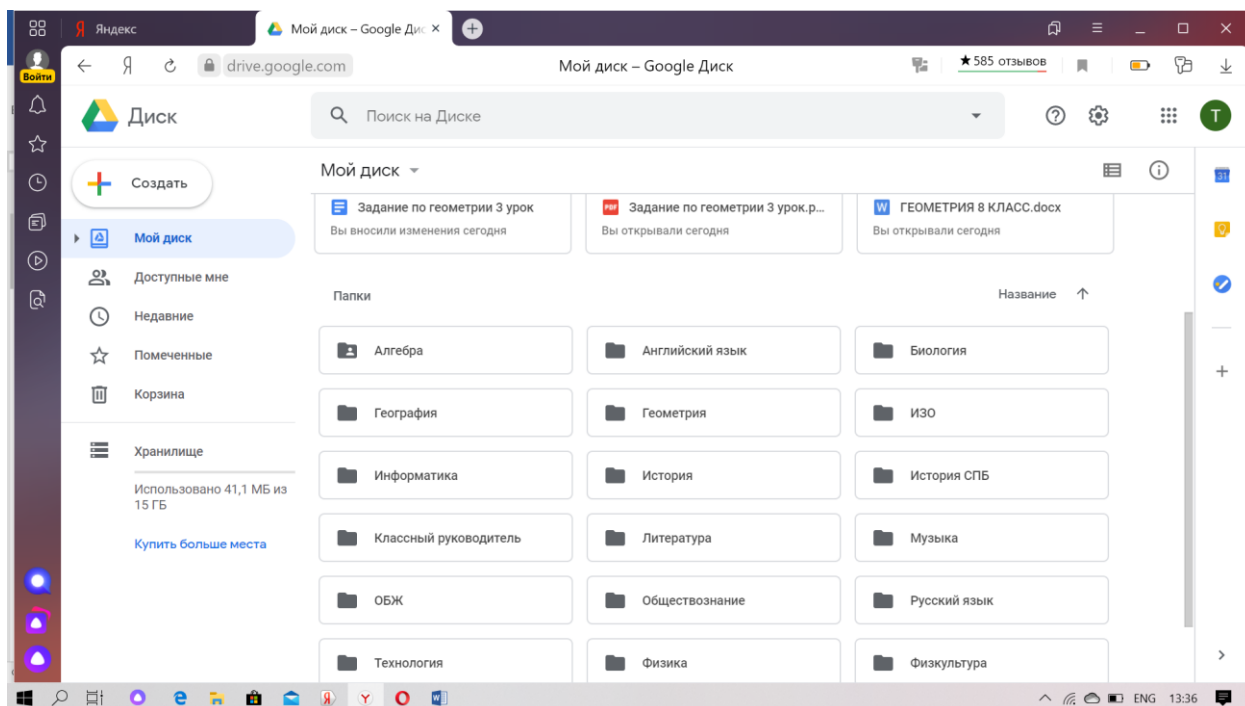 Яндекс
Мой диск – Google Дис
Войти
Я
drive.google.com
Мой диск – Google Диск
★ 585 отзывов
Диск
Поиск на Диске
T
Создать
Мой диск
31
Задание по геометрии 3 урок
Вы вносили изменения сегодня
PDF Задание по геометрии 3 урок.p...
Вы открывали сегодня
W ГЕОМЕТРИЯ 8 КЛАСС.docx
Вы открывали сегодня
Мой диск
Доступные мне
Недавние
Помеченные
Корзина
Хранилище
Использовано 41,1 МБ из
15 ГБ
Купить больше места
Папки
Название
Алгебра
Английский язык
Биология
География
Геометрия
ИЗО
Информатика
История
История СПБ
Классный руководитель
Литература
Музыка
ОБЖ
Обществознание
Русский язык
Технология
Физика
Физкультура
ENG 13:36